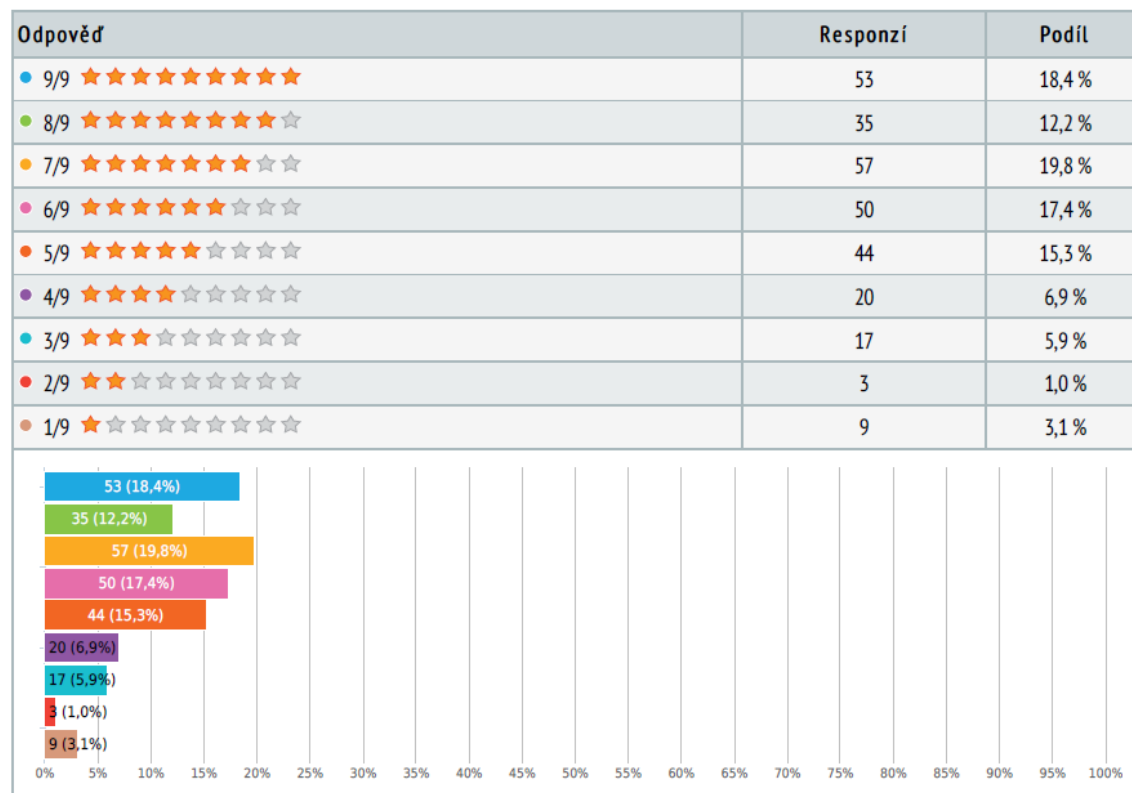 Odpověď Responzí Podíl
9/9 53 18,4 %
8/9 35 12,2 %
7/9 57 19,8 %
6/9 50 17,4 %
5/9 44 15,3 %
4/9 20 6,9 %
3/9 17 5,9 %
2/9 3 1,0 %
1/9 9 3,1 %
53 (18,4%)
35 (12,2%)
57 (19,8%)
50 (17,4%)
44 (15,3%)
20 (6,9%)
17 (5,9%)
3 (1,0%)
9 (3,1%)
0% 5% 10% 15% 20% 25% 30% 35% 40% 45% 50% 55% 60% 65% 70% 75% 80% 85% 90% 95% 100%